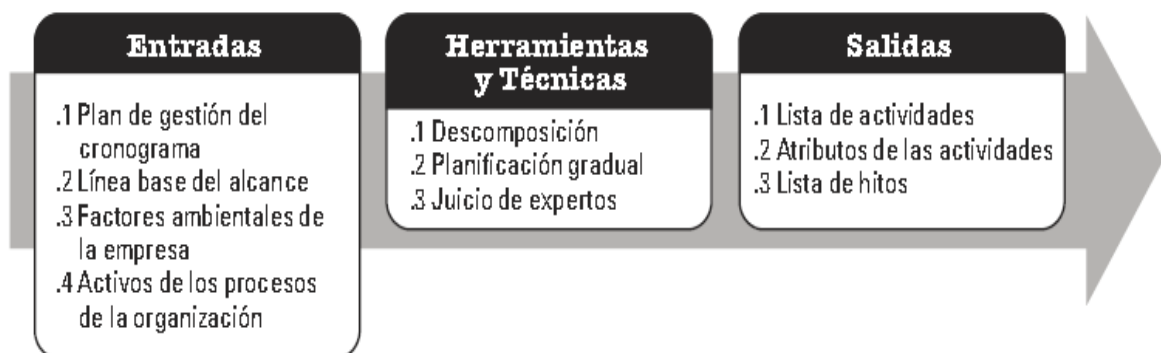 Entradas
.1 Plan de gestión del
cronograma
.2 Línea base del alcance
.3 Factores ambientales de
la empresa
.4 Activos de los procesos
de la organización
Herramientas
y Técnicas
.1 Descomposición
.2 Planificación gradual
.3 Juicio de expertos
Salidas
.1 Lista de actividades
.2 Atributos de las actividades
.3 Lista de hitos